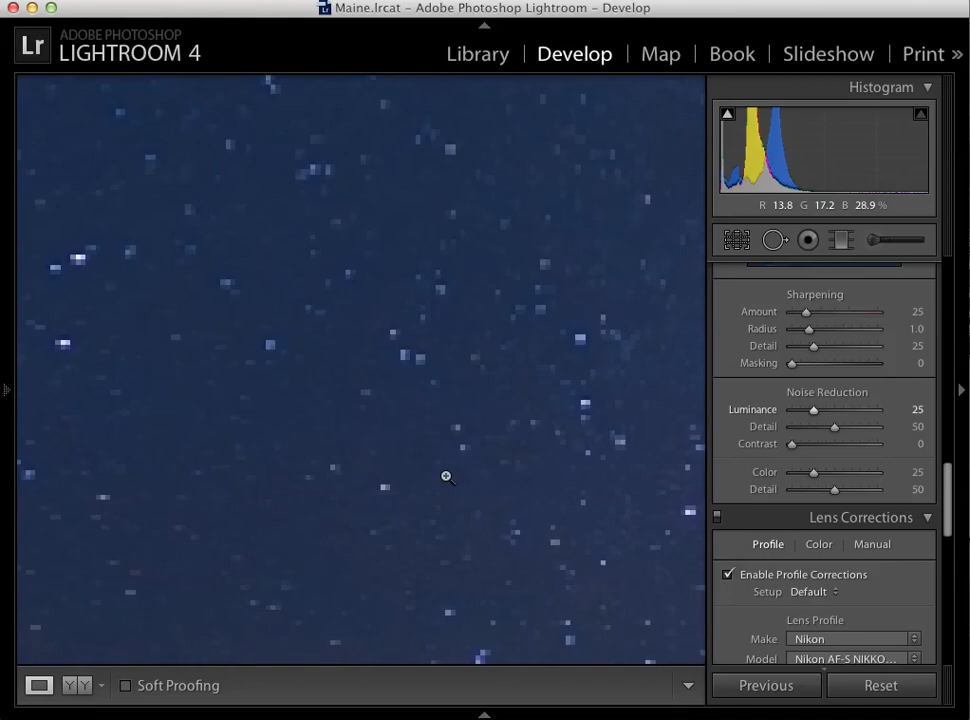 Maine.lrcat - Adobe Photoshop Lightroom - Develop
Lr ADOBE PHOTOSHOP
LIGHTROOM 4
Library | Develop | Map | Book | Slideshow | Print »
Histogram
R 13.8 G 17.2 B 28.9 %
Sharpening
Amount 25
Radius 1.0
Detail 25
Masking 0
Noise Reduction
Luminance 25
Detail 50
Contrast 0
Color 25
Detail 50
Lens Corrections
Profile Color Manual
Enable Profile Corrections
Setup Default
Lens Profile
Make Nikon
Model Nikon AF-S NIKKO...
YY Soft Proofing
Previous Reset